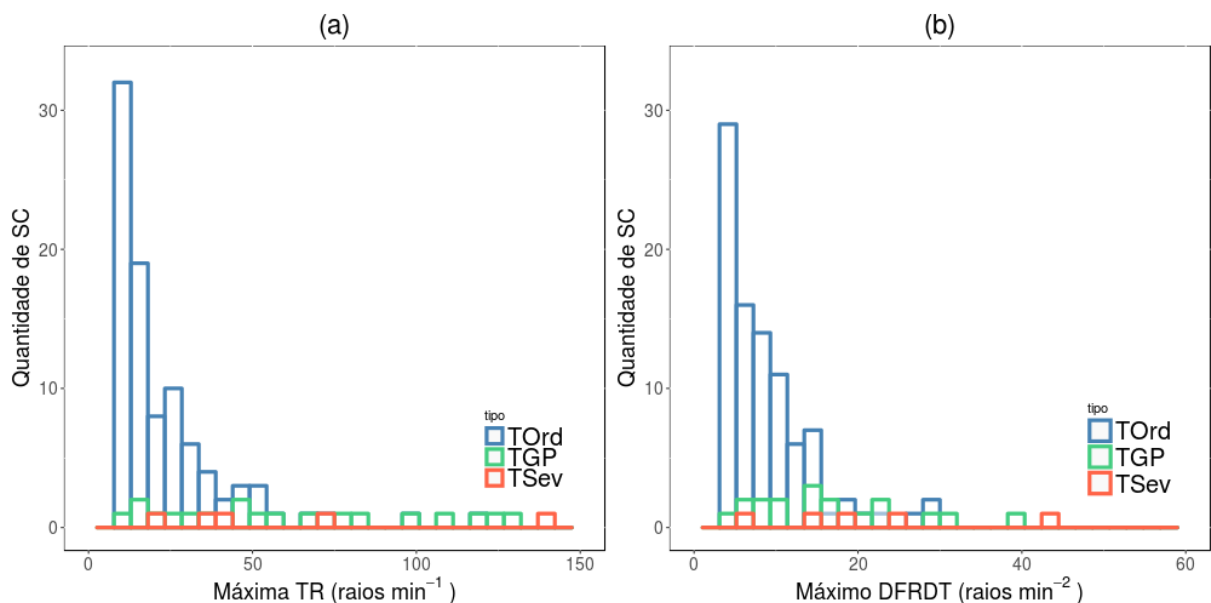 (a)
Quantidade de SC
30
20
10
0
tipo
TOrd
TGP
TSev
0 50 100 150
Máxima TR (raios min⁻¹ )
(b)
Quantidade de SC
30
20
10
0
tipo
TOrd
TGP
TSev
0 20 40 60
Máximo DFRDT (raios min⁻² )